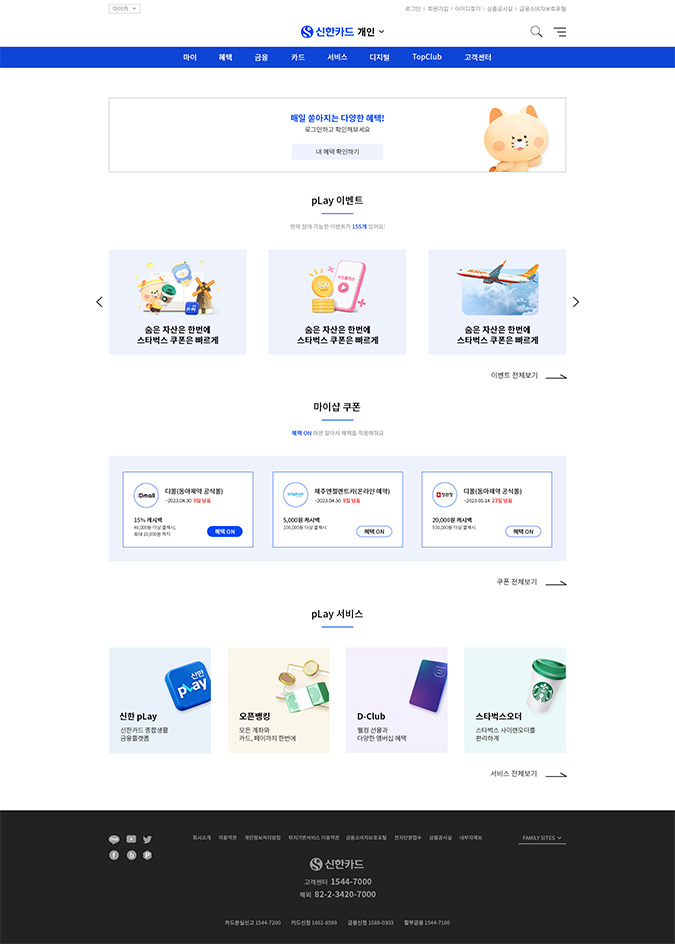 마이카
로그인 | 회원가입 | 아이디찾기 | 상품공시실 | 금융소비자보호포털
신한카드 개인
마이 혜택 금융 카드 서비스 디지털 TopClub 고객센터
매일 쏟아지는 다양한 혜택!
로그인하고 확인해보세요
내 혜택 확인하기
pLay 이벤트
현재 참여 가능한 이벤트가 155개 있어요!
숨은 자산은 한번에
스타벅스 쿠폰은 빠르게
숨은 자산은 한번에
스타벅스 쿠폰은 빠르게
숨은 자산은 한번에
스타벅스 쿠폰은 빠르게
이벤트 전체보기
마이샵 쿠폰
혜택 ON 하면 알아서 혜택을 적용해줘요
:Dmall
디몰(동아제약 공식몰)
~2023.04.30 9일 남음
15% 캐시백
40,000원 이상 결제시,
최대 10,000원 까지
혜택 ON
제주엔젤렌트카(온라인 예약)
~2023.04.30 9일 남음
5,000원 캐시백
100,000원 이상 결제시
혜택 ON
정관장
디몰(동아제약 공식몰)
~2023.05.14 23일 남음
20,000원 캐시백
500,000원 이상 결제시
혜택 ON
쿠폰 전체보기
pLay 서비스
신한
pLay
신한 pLay
신한카드 종합생활
금융플랫폼
오픈뱅킹
모든 계좌와
카드, 페이까지 한번에
D-Club
웰컴 선물과
다양한 멤버십 혜택
스타벅스오더
스타벅스 사이렌오더를
편리하게
서비스 전체보기
회사소개 이용약관 개인정보처리방침 위치기반서비스 이용약관 금융소비자보호포털 전자민원접수 상품공시실 내부자제보
FAMILY SITES
신한카드
고객센터 1544-7000
해외 82-2-3420-7000
카드분실신고 1544-7200 카드신청 1661-8599 금융신청 1588-0303 할부금융 1544-7100